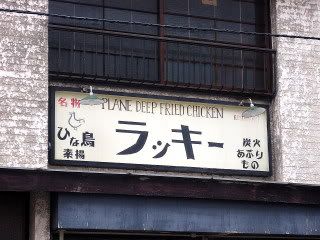 名物
PLANE DEEP FRIED CHICKEN
ひな鳥
素揚
ラッキー
炭火
あぶり
もの